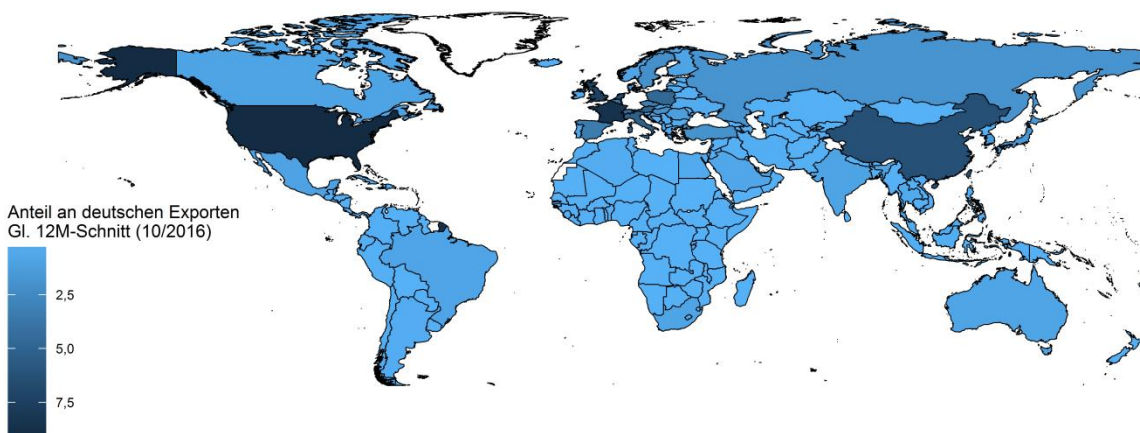 Anteil an deutschen Exporten
Gl. 12M-Schnitt (10/2016)
2,5
5,0
7,5